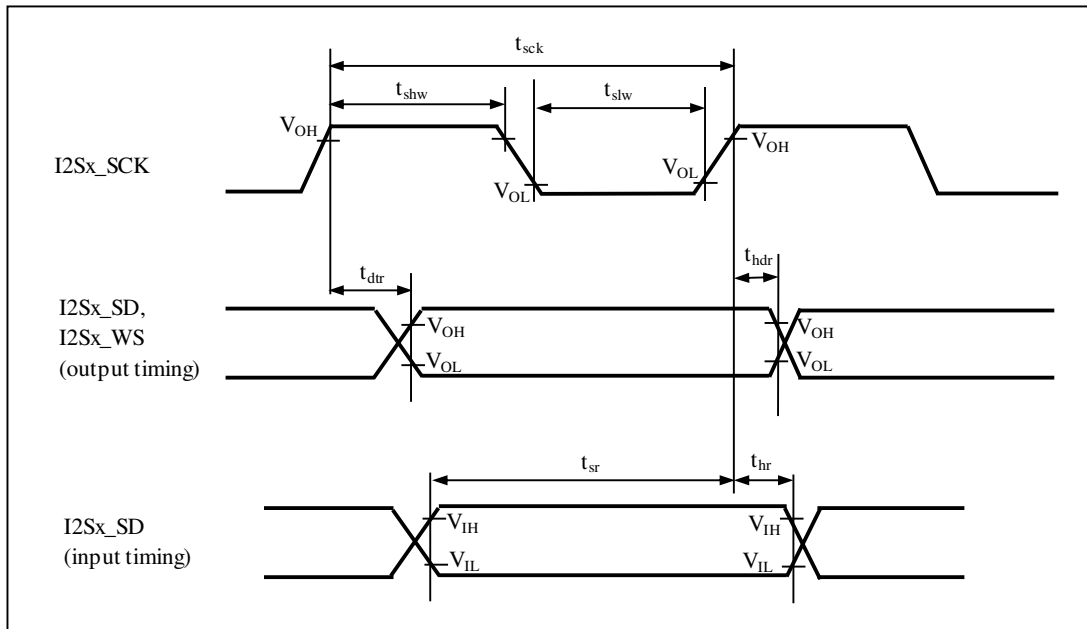 t_sck
t_shw
t_slw
V_OH
V_OH
I2Sx_SCK
V_OL
V_OL
t_dtr
t_hdr
I2Sx_SD,
I2Sx_WS
(output timing)
V_OH
V_OH
V_OL
V_OL
t_sr
t_hr
I2Sx_SD
(input timing)
V_IH
V_IH
V_IL
V_IL